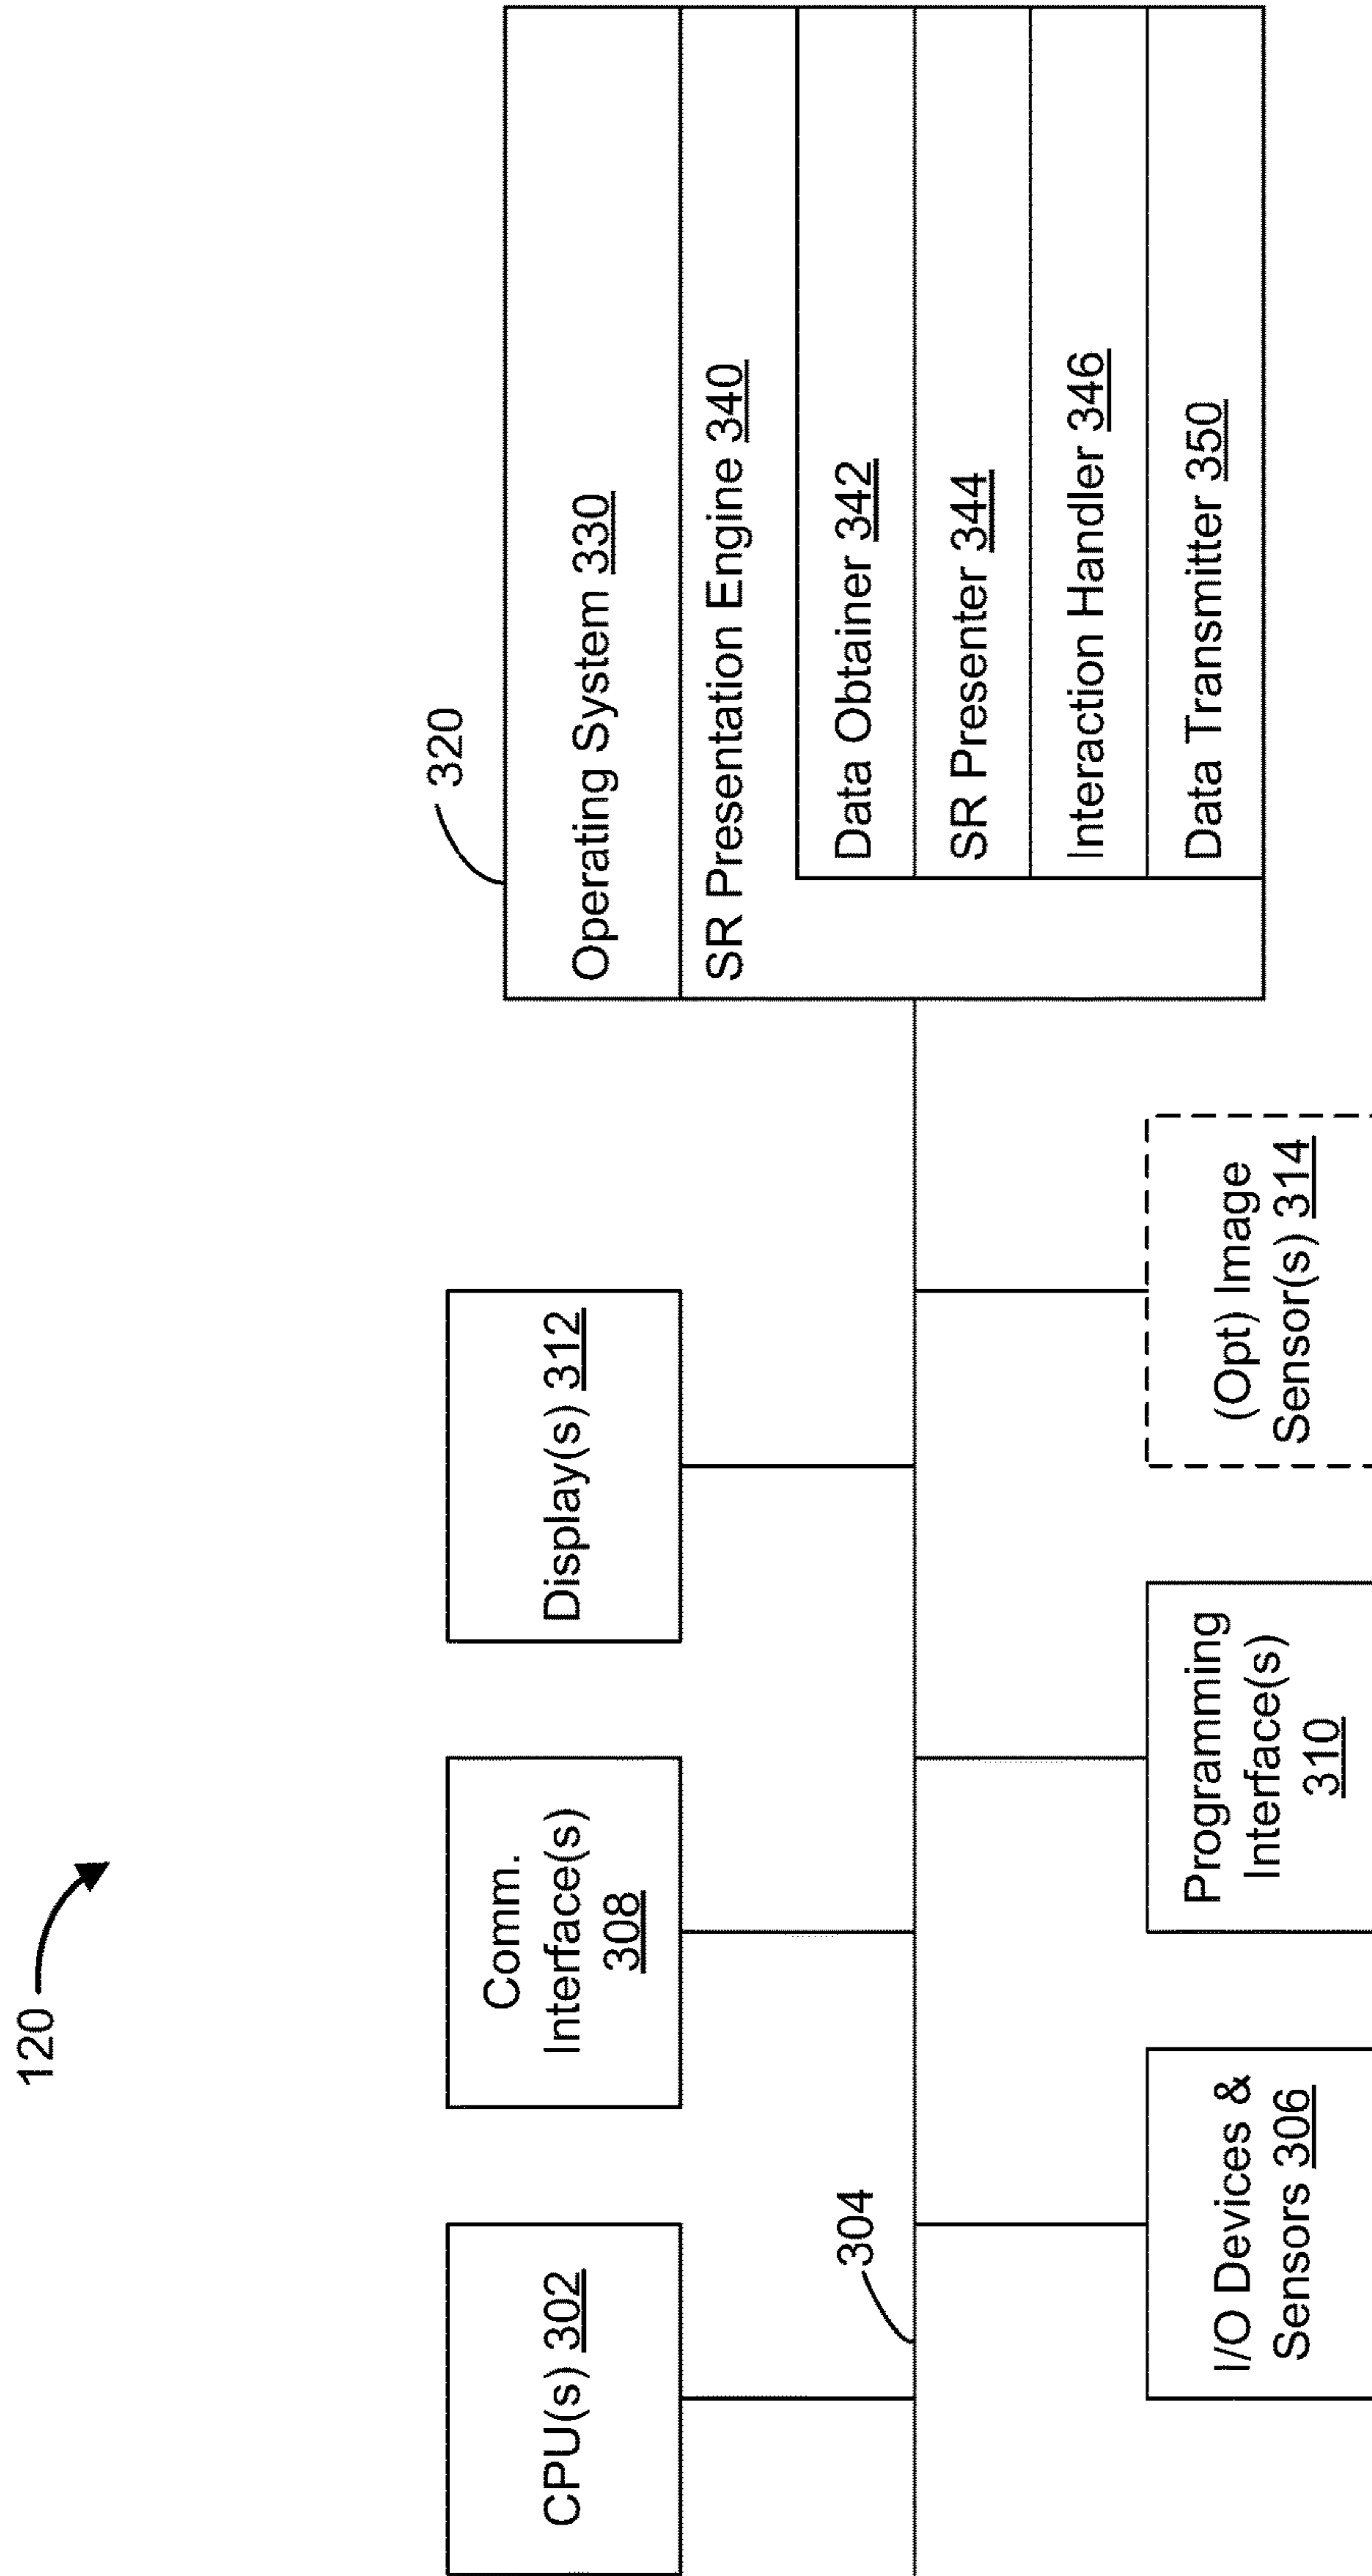 120
CPU(s) 302
Comm.
Interface(s)
308
Display(s) 312
304
320
Operating System 330
SR Presentation Engine 340
Data Obtainer 342
SR Presenter 344
Interaction Handler 346
Data Transmitter 350
I/O Devices &
Sensors 306
Programming
Interface(s)
310
(Opt) Image
Sensor(s) 314